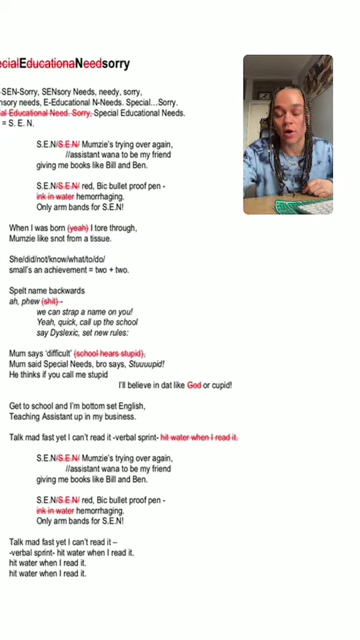 ecialEducationaNeedsorry
-SEN-Sorry, SENsory Needs, needy, sorry,
nsory needs, E-Educational N-Needs. Special…Sorry.
al Educational Need. Sorry, Special Educational Needs.
= S. E. N.
S.E.N/S.E.N/ Mumzie's trying over again,
//assistant wana to be my friend
giving me books like Bill and Ben.
S.E.N/S.E.N/ red, Bic bullet proof pen -
ink in water hemorrhaging.
Only arm bands for S.E.N!
When I was born (yeah) I tore through,
Mumzie like snot from a tissue.
She/did/not/know/what/to/do/
small's an achievement = two + two.
Spelt name backwards
ah, phew (shit) -
we can strap a name on you!
Yeah, quick, call up the school
say Dyslexic, set new rules:
Mum says 'difficult' (school hears stupid),
Mum said Special Needs, bro says, Stuuuupid!
He thinks if you call me stupid
I'll believe in dat like God or cupid!
Get to school and I'm bottom set English,
Teaching Assistant up in my business.
Talk mad fast yet I can't read it -verbal sprint- hit water when I read it.
S.E.N/S.E.N/ Mumzie's trying over again,
//assistant wana to be my friend
giving me books like Bill and Ben.
S.E.N/S.E.N/ red, Bic bullet proof pen -
ink in water hemorrhaging.
Only arm bands for S.E.N!
Talk mad fast yet I can't read it –
-verbal sprint- hit water when I read it.
hit water when I read it.
hit water when I read it.